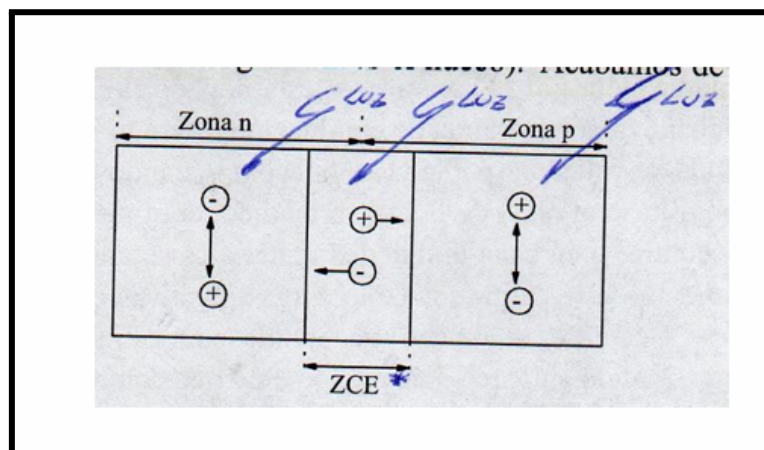 Acabamos de
LUZ LUZ LUZ
Zona n Zona p
- + +
+ - -
ZCE *